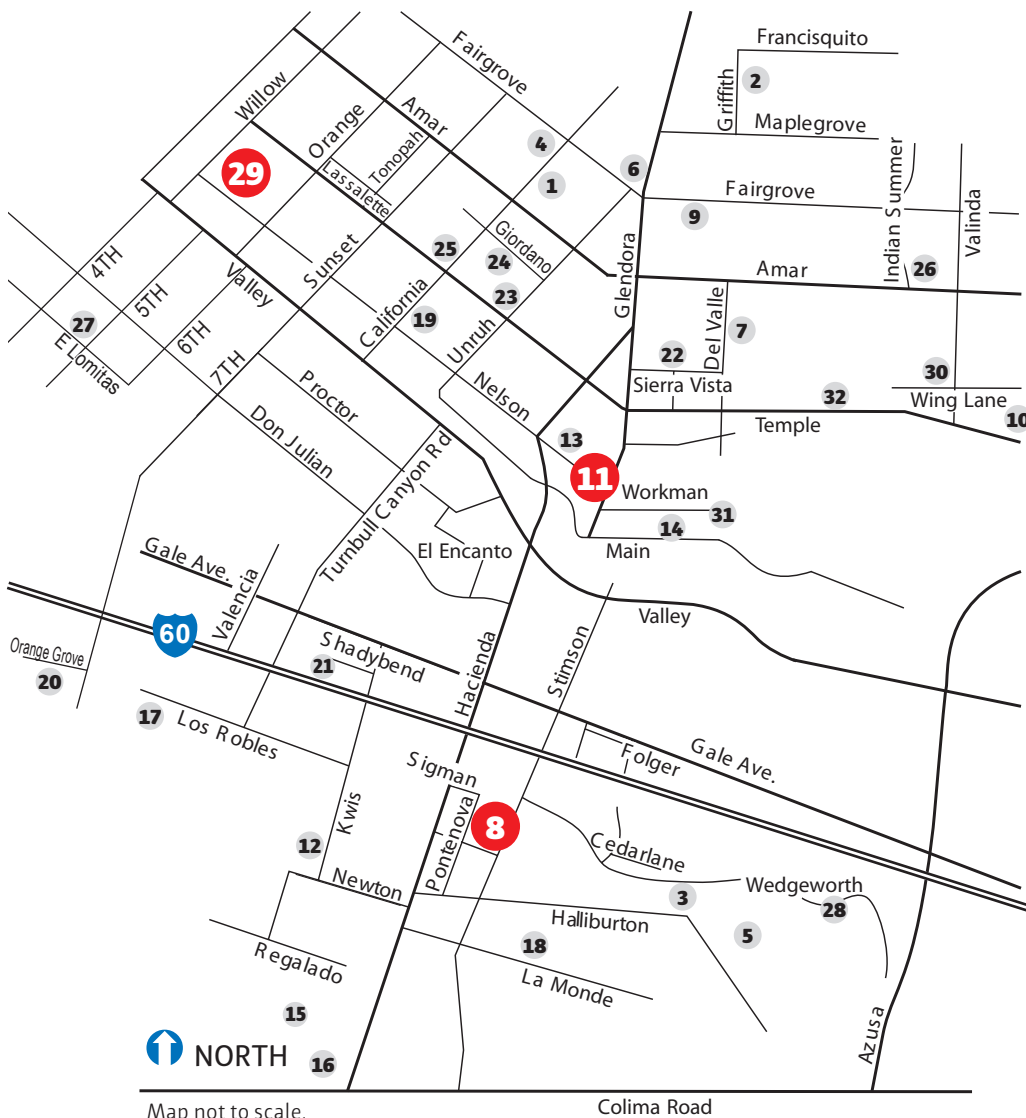 Francisquito
Fairgrove
2
Griffith
Willow
Amar
Orange
Maplegrove
4
Tonopah
Indian Summer
6
29
Lassalette
1
Fairgrove
9
Valinda
Giordano
25
24
Glendora
Amar
26
4TH
Valley
Sunset
23
California
19
Del Valle
7
27
5TH
Unruh
22
6TH
E Lomitas
7TH
Nelson
Sierra Vista
30
Proctor
32
Wing Lane
10
Don Julian
Temple
13
Turnbull Canyon Rd
11
Workman
31
14
Gale Ave.
El Encanto
Main
Valencia
60
Valley
Orange Grove
Shadybend
21
Stimson
20
Hacienda
17
Los Robles
Gale Ave.
Folger
Sigman
Kwis
Pontenova
8
12
Cedarlane
Newton
Wedgeworth
3
28
Halliburton
5
18
Regalado
La Monde
15
Azusa
NORTH
16
Map not to scale.
Colima Road